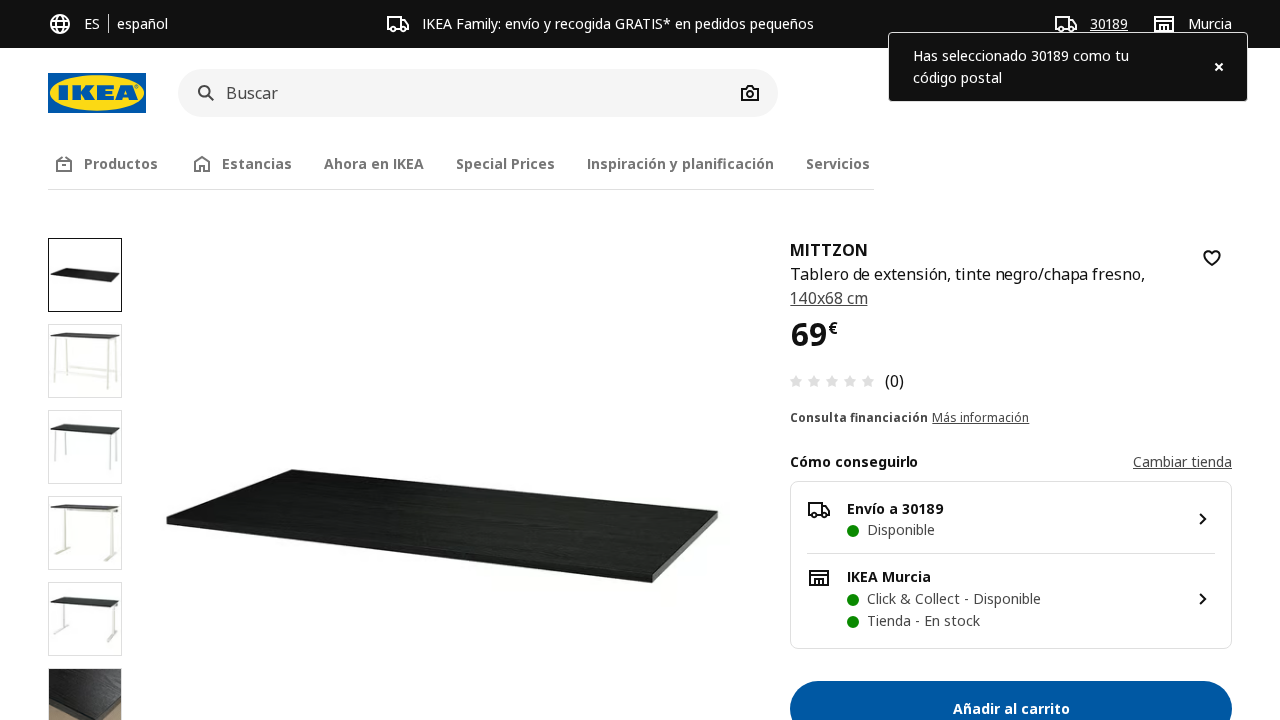 ES español
IKEA Family: envío y recogida GRATIS* en pedidos pequeños
30189
Murcia
Has seleccionado 30189 como tu
código postal
IKEA
Buscar
Productos
Estancias
Ahora en IKEA
Special Prices
Inspiración y planificación
Servicios
MITTZON
Tablero de extensión, tinte negro/chapa fresno,
140x68 cm
69€
(0)
Consulta financiación Más información
Cómo conseguirlo
Cambiar tienda
Envío a 30189
Disponible
IKEA Murcia
Click & Collect - Disponible
Tienda - En stock
Añadir al carrito